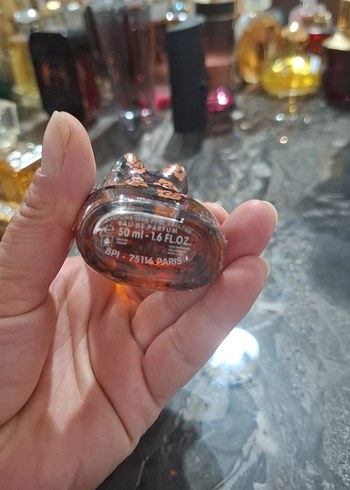 EAU DE PARFUM
50 ml - 1.6 FL.OZ
BPI - 75116 PARIS